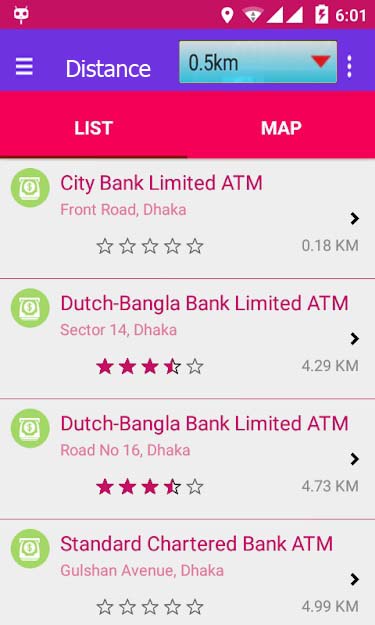 6:01
Distance
0.5km
LIST
MAP
City Bank Limited ATM
Front Road, Dhaka
0.18 KM
Dutch-Bangla Bank Limited ATM
Sector 14, Dhaka
4.29 KM
Dutch-Bangla Bank Limited ATM
Road No 16, Dhaka
4.73 KM
Standard Chartered Bank ATM
Gulshan Avenue, Dhaka
4.99 KM